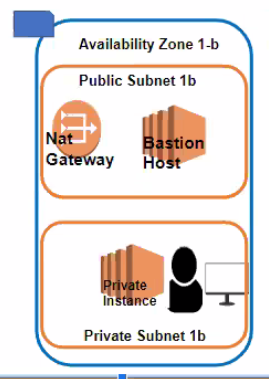 Availability Zone 1-b
Public Subnet 1b
Nat
Gateway
Bastion
Host
Private
Instance
Private Subnet 1b